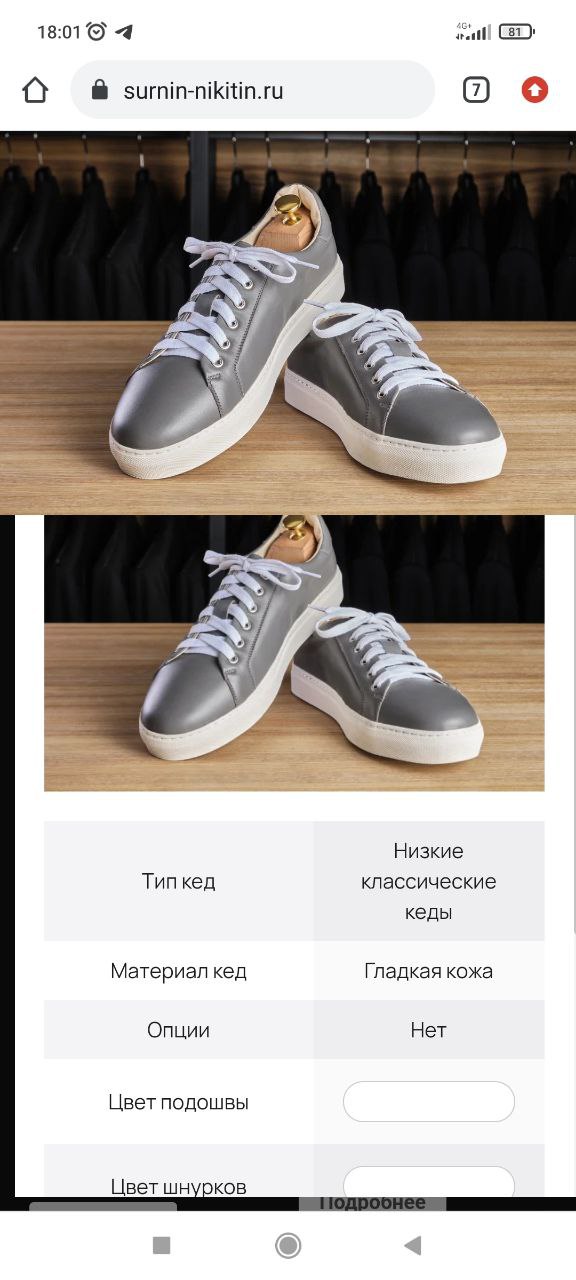 18:01
4G+
81
surnin-nikitin.ru
7
Тип кед
Низкие
классические
кеды
Материал кед
Гладкая кожа
Опции
Нет
Цвет подошвы
Цвет шнурков
Подробнее